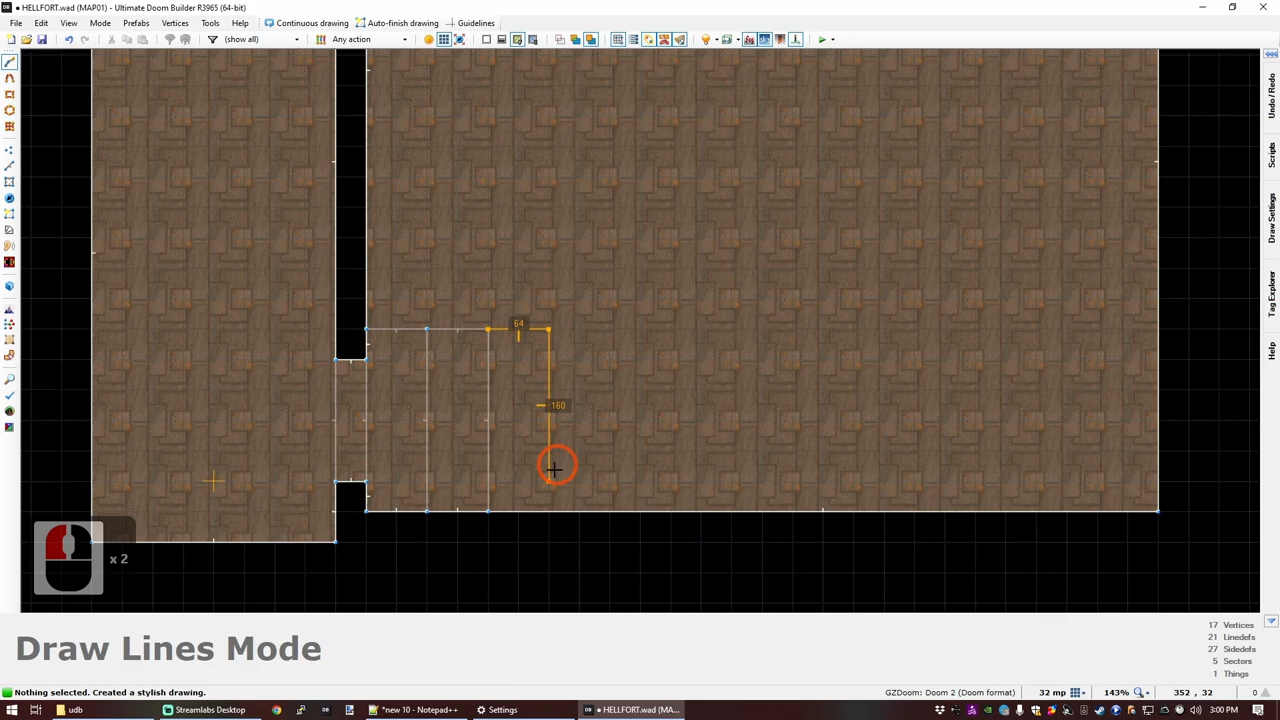 ● HELLFORT.wad (MAP01) - Ultimate Doom Builder R3965 (64-bit)
File Edit View Mode Prefabs Vertices Tools Help Continuous drawing Auto-finish drawing Guidelines
(show all) Any action
Undo / Redo
Scripts
Draw Settings
Tag Explorer
Help
64
160
x 2
Draw Lines Mode
17 Vertices
21 Linedefs
27 Sidedefs
5 Sectors
1 Things
Nothing selected. Created a stylish drawing. GZDoom: Doom 2 (Doom format) 32 mp 143% 352 , 32 0
udb Streamlabs Desktop *new 10 - Notepad++ Settings ● HELLFORT.wad (MA... 3:00 PM